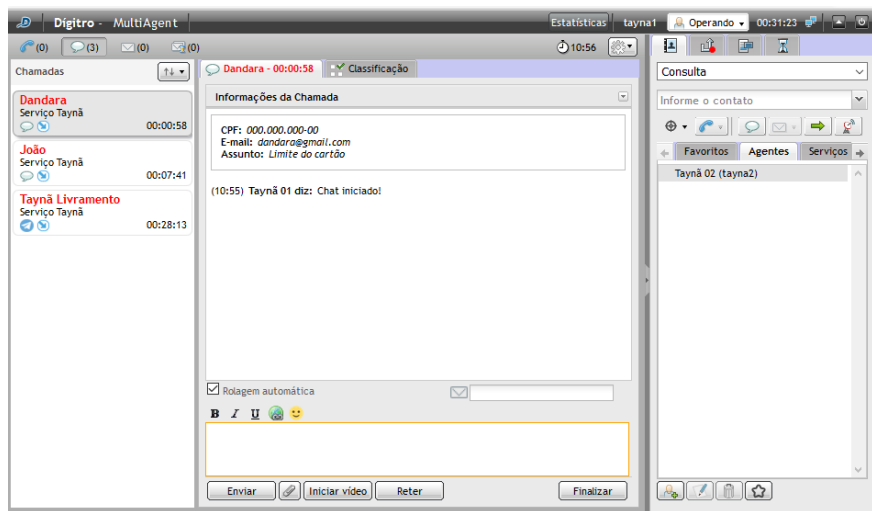 Dígitro - MultiAgent
Estatísticas tayna1 Operando 00:31:23
(0) (3) (0) (0)
10:56
Chamadas
Dandara
Serviço Taynã
00:00:58
João
Serviço Taynã
00:07:41
Taynã Livramento
Serviço Taynã
00:28:13
Dandara - 00:00:58 Classificação
Informações da Chamada
CPF: 000.000.000-00
E-mail: dandara@gmail.com
Assunto: Limite do cartão
(10:55) Taynã 01 diz: Chat iniciado!
Rolagem automática
B I U
Enviar Iniciar vídeo Reter Finalizar
Consulta
Informe o contato
Favoritos Agentes Serviços
Taynã 02 (tayna2)